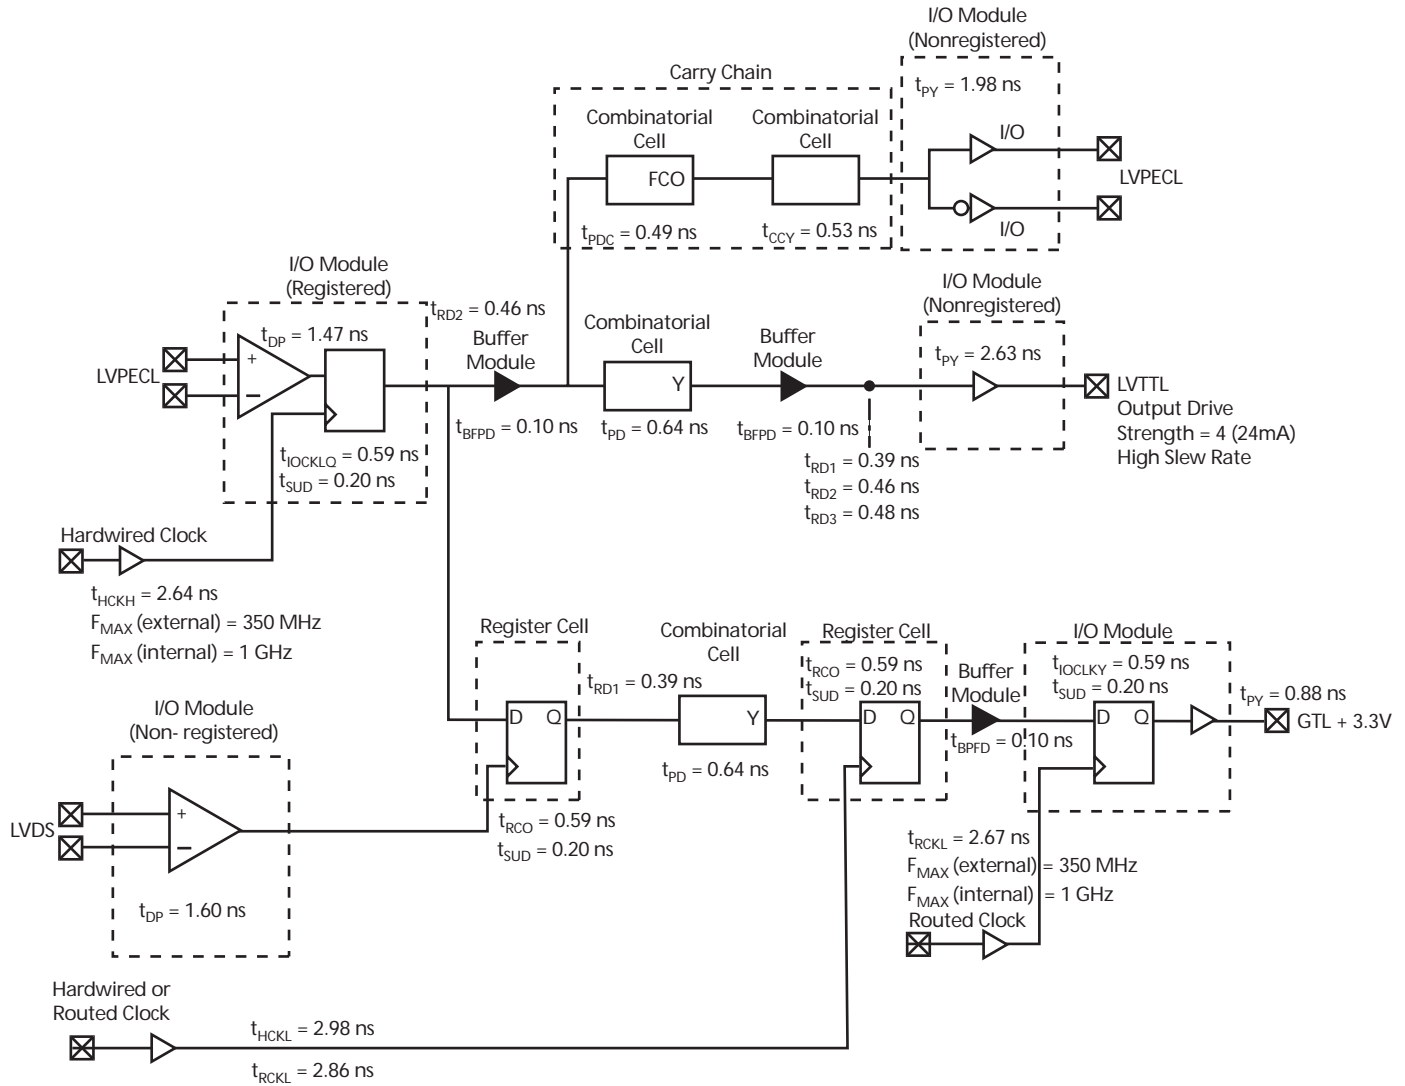 I/O Module
(Nonregistered)
t_PY = 1.98 ns
I/O
I/O
LVPECL
Carry Chain
Combinatorial
Cell
FCO
Combinatorial
Cell
t_PDC = 0.49 ns
t_CCY = 0.53 ns
I/O Module
(Registered)
t_DP = 1.47 ns
LVPECL
+
−
t_IOCKLQ = 0.59 ns
t_SUD = 0.20 ns
t_RD2 = 0.46 ns
Buffer
Module
t_BFPD = 0.10 ns
Combinatorial
Cell
Y
t_PD = 0.64 ns
Buffer
Module
t_BFPD = 0.10 ns
t_RD1 = 0.39 ns
t_RD2 = 0.46 ns
t_RD3 = 0.48 ns
I/O Module
(Nonregistered)
t_PY = 2.63 ns
LVTTL
Output Drive
Strength = 4 (24mA)
High Slew Rate
Hardwired Clock
t_HCKH = 2.64 ns
F_MAX (external) = 350 MHz
F_MAX (internal) = 1 GHz
Register Cell
D Q
t_RCO = 0.59 ns
t_SUD = 0.20 ns
t_RD1 = 0.39 ns
Combinatorial
Cell
Y
t_PD = 0.64 ns
Register Cell
t_RCO = 0.59 ns
t_SUD = 0.20 ns
D Q
Buffer
Module
t_BPFD = 0.10 ns
I/O Module
t_IOCLKY = 0.59 ns
t_SUD = 0.20 ns
D Q
t_PY = 0.88 ns
GTL + 3.3V
I/O Module
(Non- registered)
LVDS
+
−
t_DP = 1.60 ns
t_RCKL = 2.67 ns
F_MAX (external) = 350 MHz
F_MAX (internal) = 1 GHz
Routed Clock
Hardwired or
Routed Clock
t_HCKL = 2.98 ns
t_RCKL = 2.86 ns